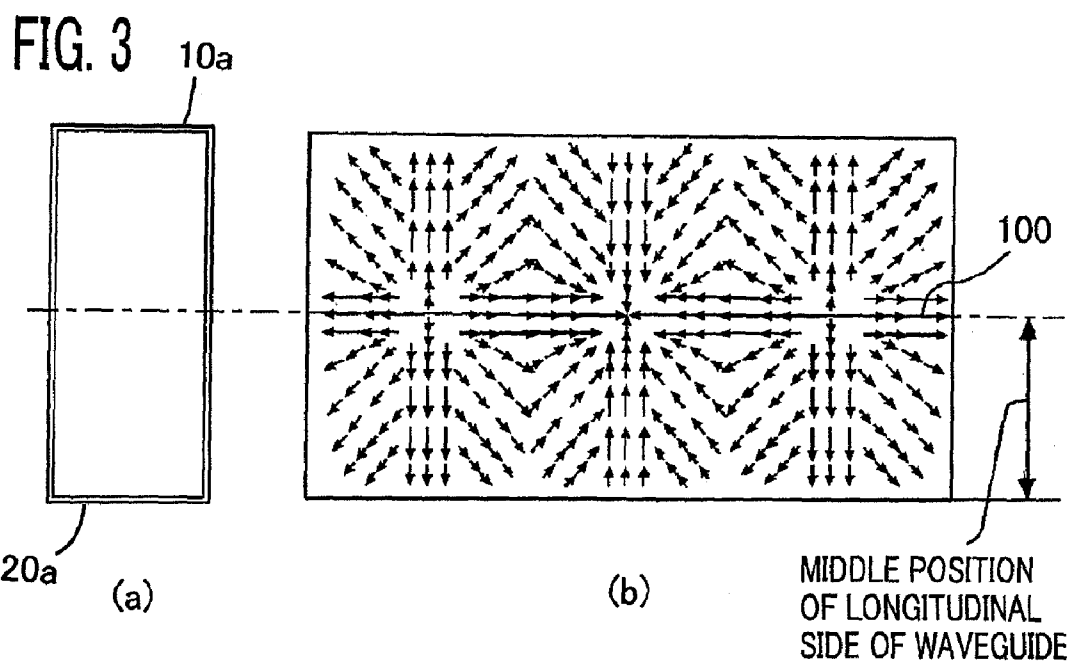 FIG. 3
10a
100
20a
(a)
(b)
MIDDLE POSITION
OF LONGITUDINAL
SIDE OF WAVEGUIDE